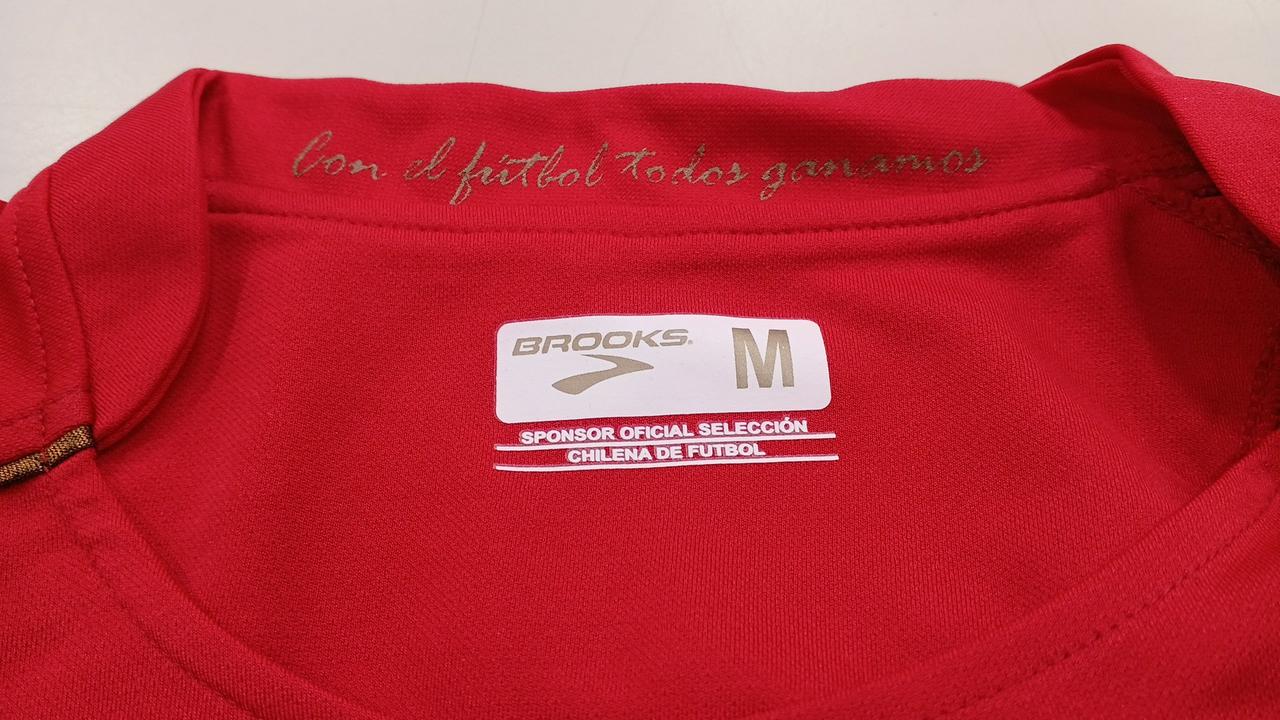 Con el fútbol todos ganamos
BROOKS M
SPONSOR OFICIAL SELECCIÓN
CHILENA DE FUTBOL